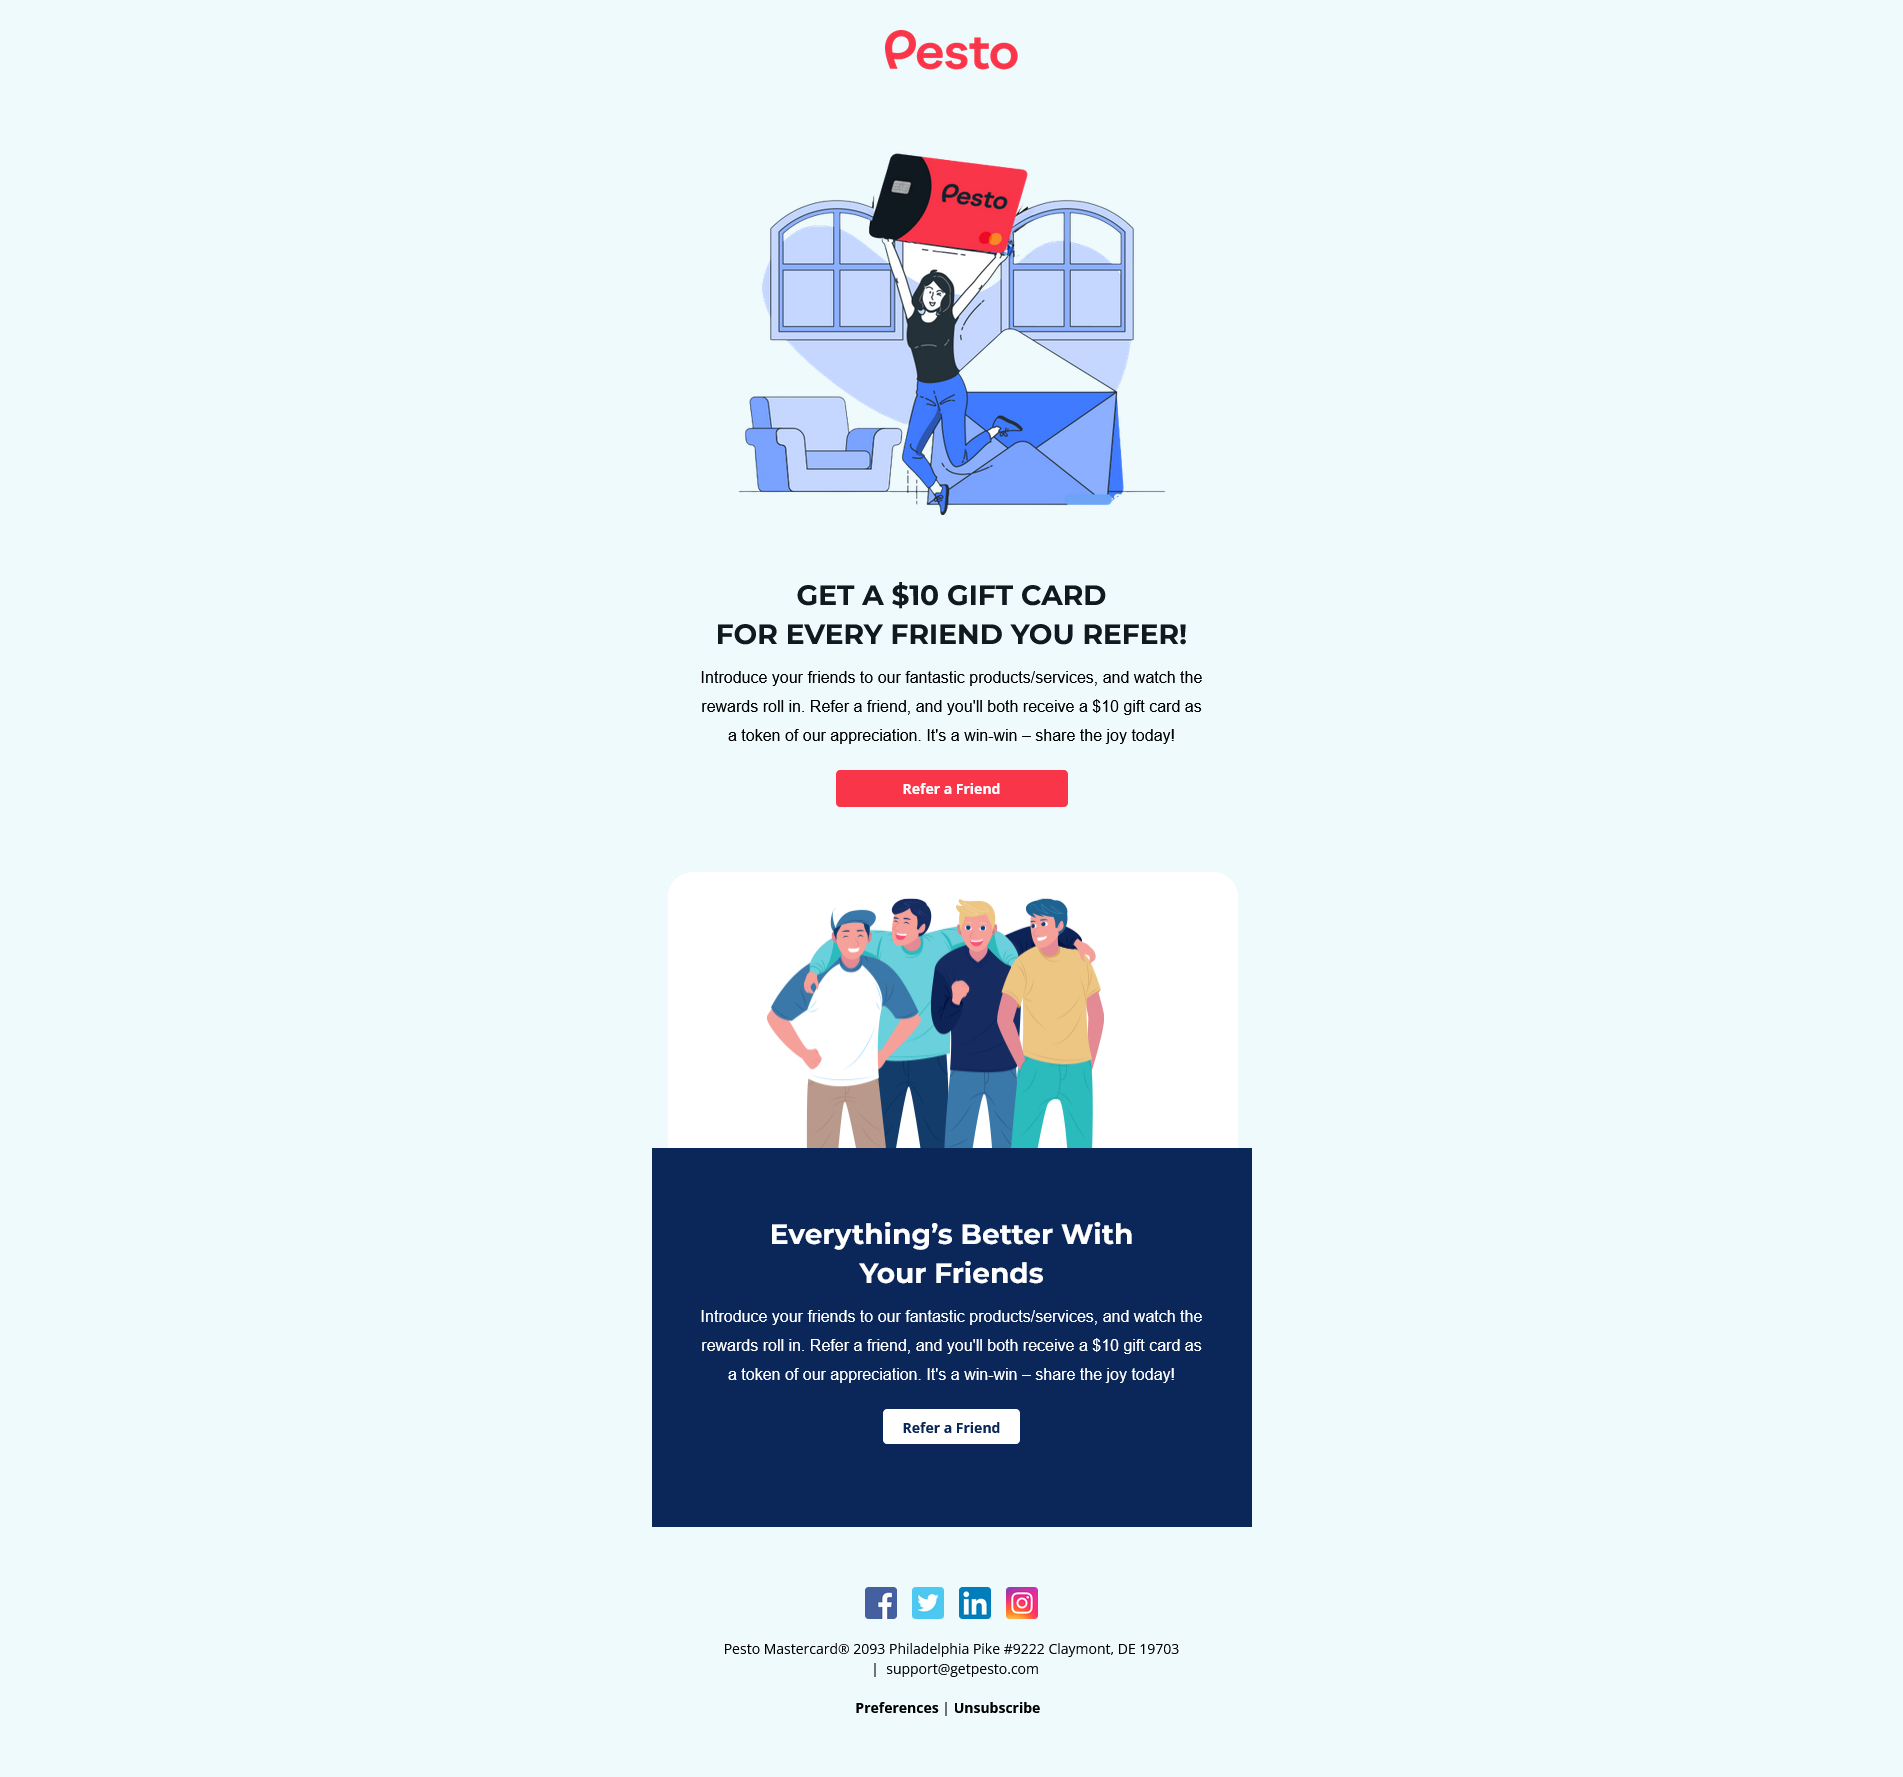 Pesto
Pesto
GET A $10 GIFT CARD
FOR EVERY FRIEND YOU REFER!
Introduce your friends to our fantastic products/services, and watch the
rewards roll in. Refer a friend, and you'll both receive a $10 gift card as
a token of our appreciation. It's a win-win – share the joy today!
Refer a Friend
Everything’s Better With
Your Friends
Introduce your friends to our fantastic products/services, and watch the
rewards roll in. Refer a friend, and you'll both receive a $10 gift card as
a token of our appreciation. It's a win-win – share the joy today!
Refer a Friend
Pesto Mastercard® 2093 Philadelphia Pike #9222 Claymont, DE 19703
| support@getpesto.com
Preferences | Unsubscribe